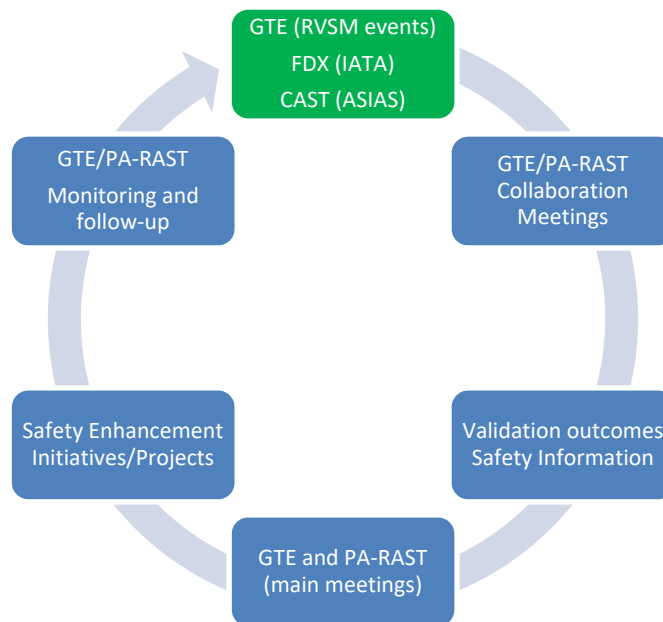 GTE (RVSM events)
FDX (IATA)
CAST (ASIAS)
GTE/PA-RAST
Collaboration
Meetings
Validation outcomes
Safety Information
GTE and PA-RAST
(main meetings)
Safety Enhancement
Initiatives/Projects
GTE/PA-RAST
Monitoring and
follow-up